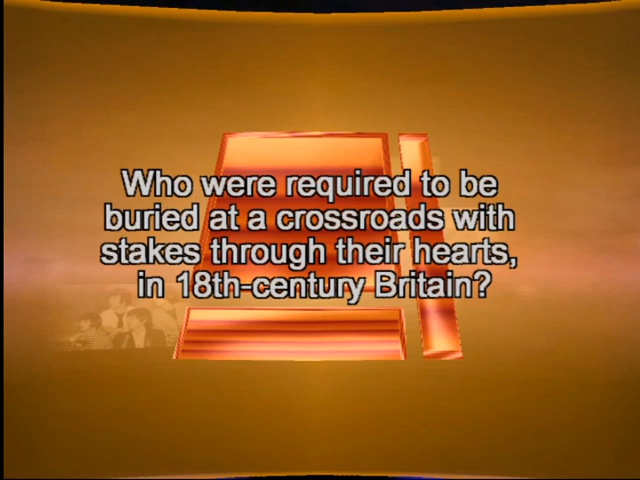 Who were required to be
buried at a crossroads with
stakes through their hearts,
in 18th-century Britain?